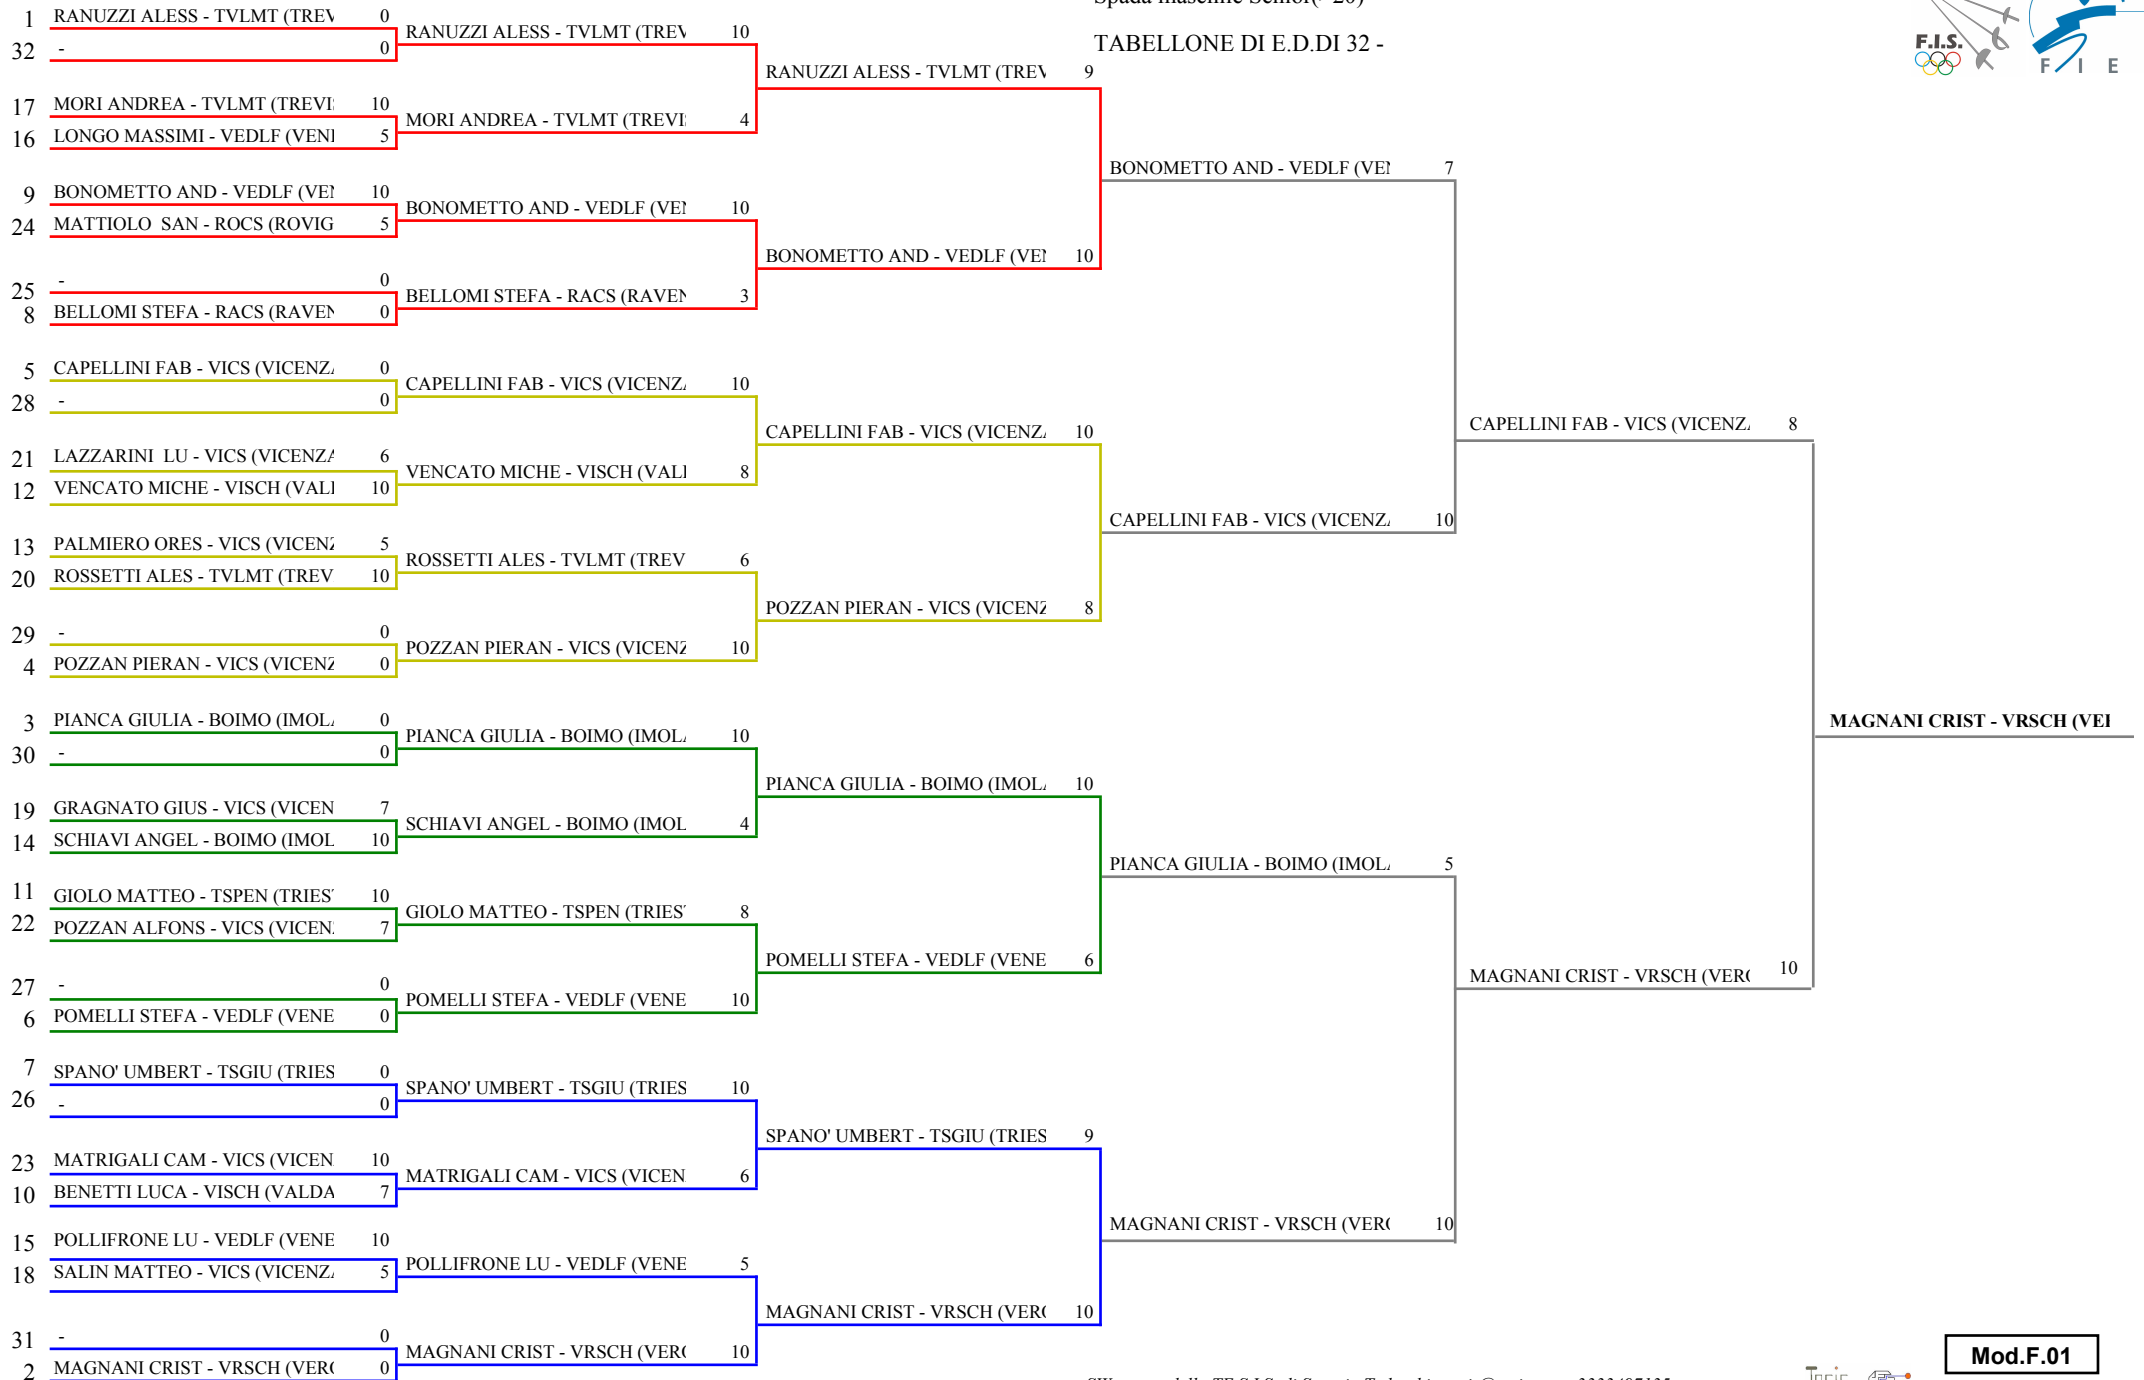 TABELLONE DI E.D.DI 32 -
F.I.S.
F I E
1 RANUZZI ALESS - TVLMT (TREV 0
32 - 0
17 MORI ANDREA - TVLMT (TREVI 10
16 LONGO MASSIMI - VEDLF (VENI 5
9 BONOMETTO AND - VEDLF (VEN 10
24 MATTIOLO SAN - ROCS (ROVIG 5
25 - 0
8 BELLOMI STEFA - RACS (RAVEN 0
5 CAPELLINI FAB - VICS (VICENZ 0
28 - 0
21 LAZZARINI LU - VICS (VICENZA 6
12 VENCATO MICHE - VISCH (VALI 10
13 PALMIERO ORES - VICS (VICENZ 5
20 ROSSETTI ALES - TVLMT (TREV 10
29 - 0
4 POZZAN PIERAN - VICS (VICENZ 0
3 PIANCA GIULIA - BOIMO (IMOL 0
30 - 0
19 GRAGNATO GIUS - VICS (VICEN 7
14 SCHIAVI ANGEL - BOIMO (IMOL 10
11 GIOLO MATTEO - TSPEN (TRIES 10
22 POZZAN ALFONS - VICS (VICEN 7
27 - 0
6 POMELLI STEFA - VEDLF (VENE 0
7 SPANO' UMBERT - TSGIU (TRIES 0
26 - 0
23 MATRIGALI CAM - VICS (VICEN 10
10 BENETTI LUCA - VISCH (VALDA 7
15 POLLIFRONE LU - VEDLF (VENE 10
18 SALIN MATTEO - VICS (VICENZ 5
31 - 0
2 MAGNANI CRIST - VRSCH (VER 0
RANUZZI ALESS - TVLMT (TREV 10
MORI ANDREA - TVLMT (TREVI 4
BONOMETTO AND - VEDLF (VEN 10
BELLOMI STEFA - RACS (RAVEN 3
CAPELLINI FAB - VICS (VICENZ 10
VENCATO MICHE - VISCH (VALI 8
ROSSETTI ALES - TVLMT (TREV 6
POZZAN PIERAN - VICS (VICENZ 10
PIANCA GIULIA - BOIMO (IMOL 10
SCHIAVI ANGEL - BOIMO (IMOL 4
GIOLO MATTEO - TSPEN (TRIES 8
POMELLI STEFA - VEDLF (VENE 10
SPANO' UMBERT - TSGIU (TRIES 10
MATRIGALI CAM - VICS (VICEN 6
POLLIFRONE LU - VEDLF (VENE 5
MAGNANI CRIST - VRSCH (VER 10
RANUZZI ALESS - TVLMT (TREV 9
BONOMETTO AND - VEDLF (VEN 10
CAPELLINI FAB - VICS (VICENZ 10
POZZAN PIERAN - VICS (VICENZ 8
PIANCA GIULIA - BOIMO (IMOL 10
POMELLI STEFA - VEDLF (VENE 6
SPANO' UMBERT - TSGIU (TRIES 9
MAGNANI CRIST - VRSCH (VER 10
BONOMETTO AND - VEDLF (VEN 7
CAPELLINI FAB - VICS (VICENZ 10
PIANCA GIULIA - BOIMO (IMOL 5
MAGNANI CRIST - VRSCH (VER 10
CAPELLINI FAB - VICS (VICENZ 8
MAGNANI CRIST - VRSCH (VER 10
MAGNANI CRIST - VRSCH (VEI
Mod.F.01